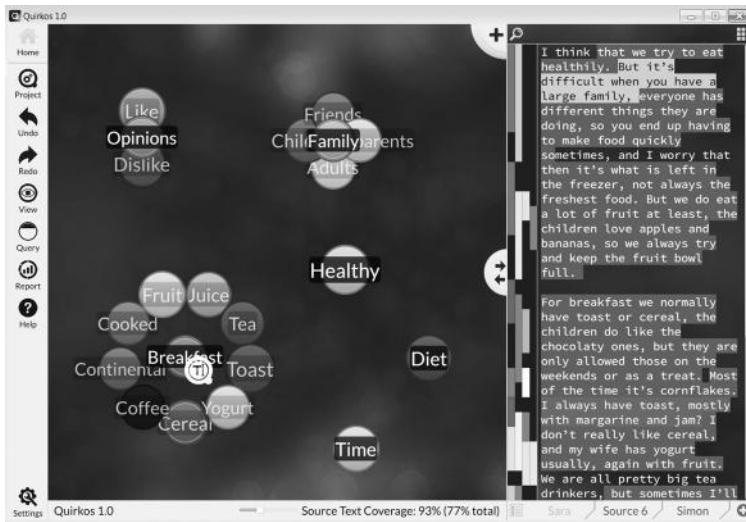 Quirkos 1.0
Home
Project
Undo
Redo
View
Query
Report
Help
Settings
Like
Opinions
Dislike
Friends
Family
parents
Adults
Healthy
Fruit
Juice
Cooked
Tea
Breakfast
Continental
Toast
Coffee
Yogurt
Cereal
Diet
Time
I think that we try to eat
healthily. But it's
difficult when you have a
large family, everyone has
different things they are
doing, so you end up having
to make food quickly
sometimes, and I worry that
then it's what is left in
the freezer, not always the
freshest food. But we do eat
a lot of fruit at least, the
children love apples and
bananas, so we always try
and keep the fruit bowl
full.
For breakfast we normally
have toast or cereal, the
children do like the
chocolaty ones, but they are
only allowed those on the
weekends or as a treat. Most
of the time it's cornflakes.
I always have toast, mostly
with margarine and jam? I
don't really like cereal,
and my wife has yogurt
usually, again with fruit.
We are all pretty big tea
drinkers, but sometimes I'll
Quirkos 1.0
Source Text Coverage: 93% (77% total)
Sara
Source 6
Simon